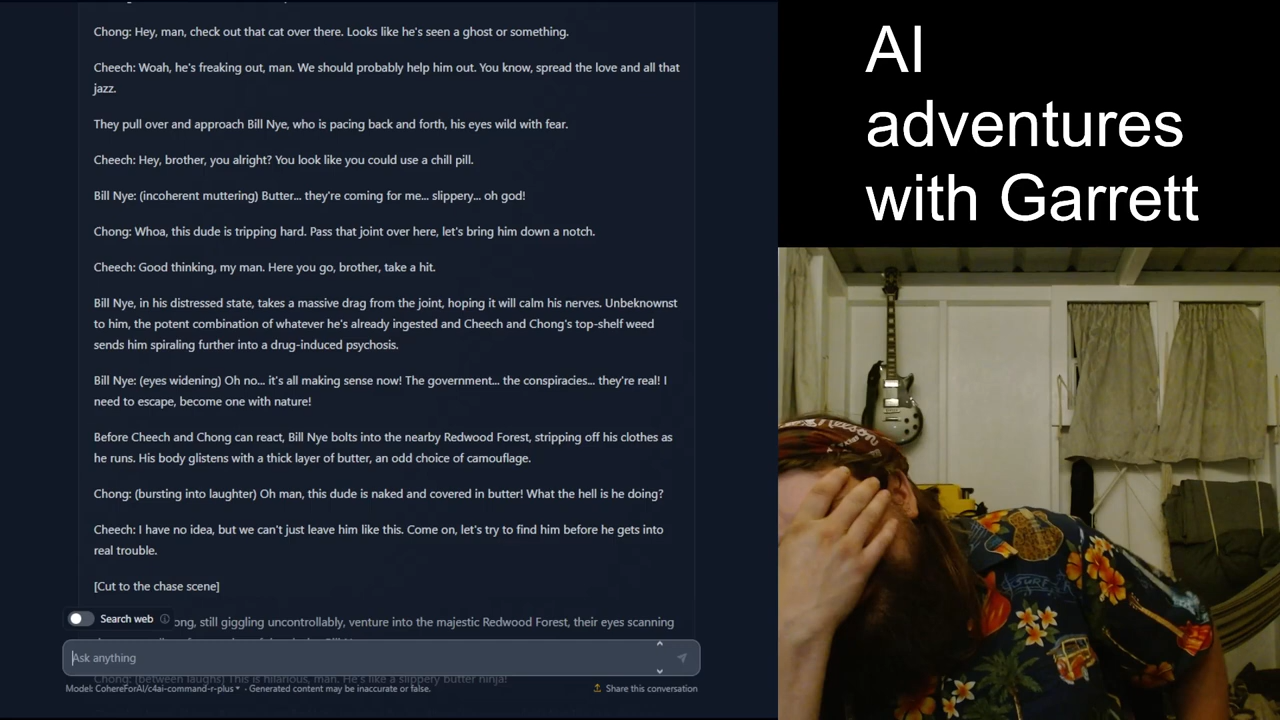 Chong: Hey, man, check out that cat over there. Looks like he's seen a ghost or something.
Cheech: Woah, he's freaking out, man. We should probably help him out. You know, spread the love and all that
jazz.
They pull over and approach Bill Nye, who is pacing back and forth, his eyes wild with fear.
Cheech: Hey, brother, you alright? You look like you could use a chill pill.
Bill Nye: (incoherent muttering) Butter... they're coming for me... slippery... oh god!
Chong: Whoa, this dude is tripping hard. Pass that joint over here, let's bring him down a notch.
Cheech: Good thinking, my man. Here you go, brother, take a hit.
Bill Nye, in his distressed state, takes a massive drag from the joint, hoping it will calm his nerves. Unbeknownst
to him, the potent combination of whatever he's already ingested and Cheech and Chong's top-shelf weed
sends him spiraling further into a drug-induced psychosis.
Bill Nye: (eyes widening) Oh no... it's all making sense now! The government... the conspiracies... they're real! I
need to escape, become one with nature!
Before Cheech and Chong can react, Bill Nye bolts into the nearby Redwood Forest, stripping off his clothes as
he runs. His body glistens with a thick layer of butter, an odd choice of camouflage.
Chong: (bursting into laughter) Oh man, this dude is naked and covered in butter! What the hell is he doing?
Cheech: I have no idea, but we can't just leave him like this. Come on, let's try to find him before he gets into
real trouble.
[Cut to the chase scene]
Search web
ong, still giggling uncontrollably, venture into the majestic Redwood Forest, their eyes scanning
Ask anything
Chong: (between laughs) This is hilarious, man. He's like a slippery butter ninja!
Model: CohereForAI/c4ai-command-r-plus · Generated content may be inaccurate or false.
Share this conversation
AI
adventures
with Garrett